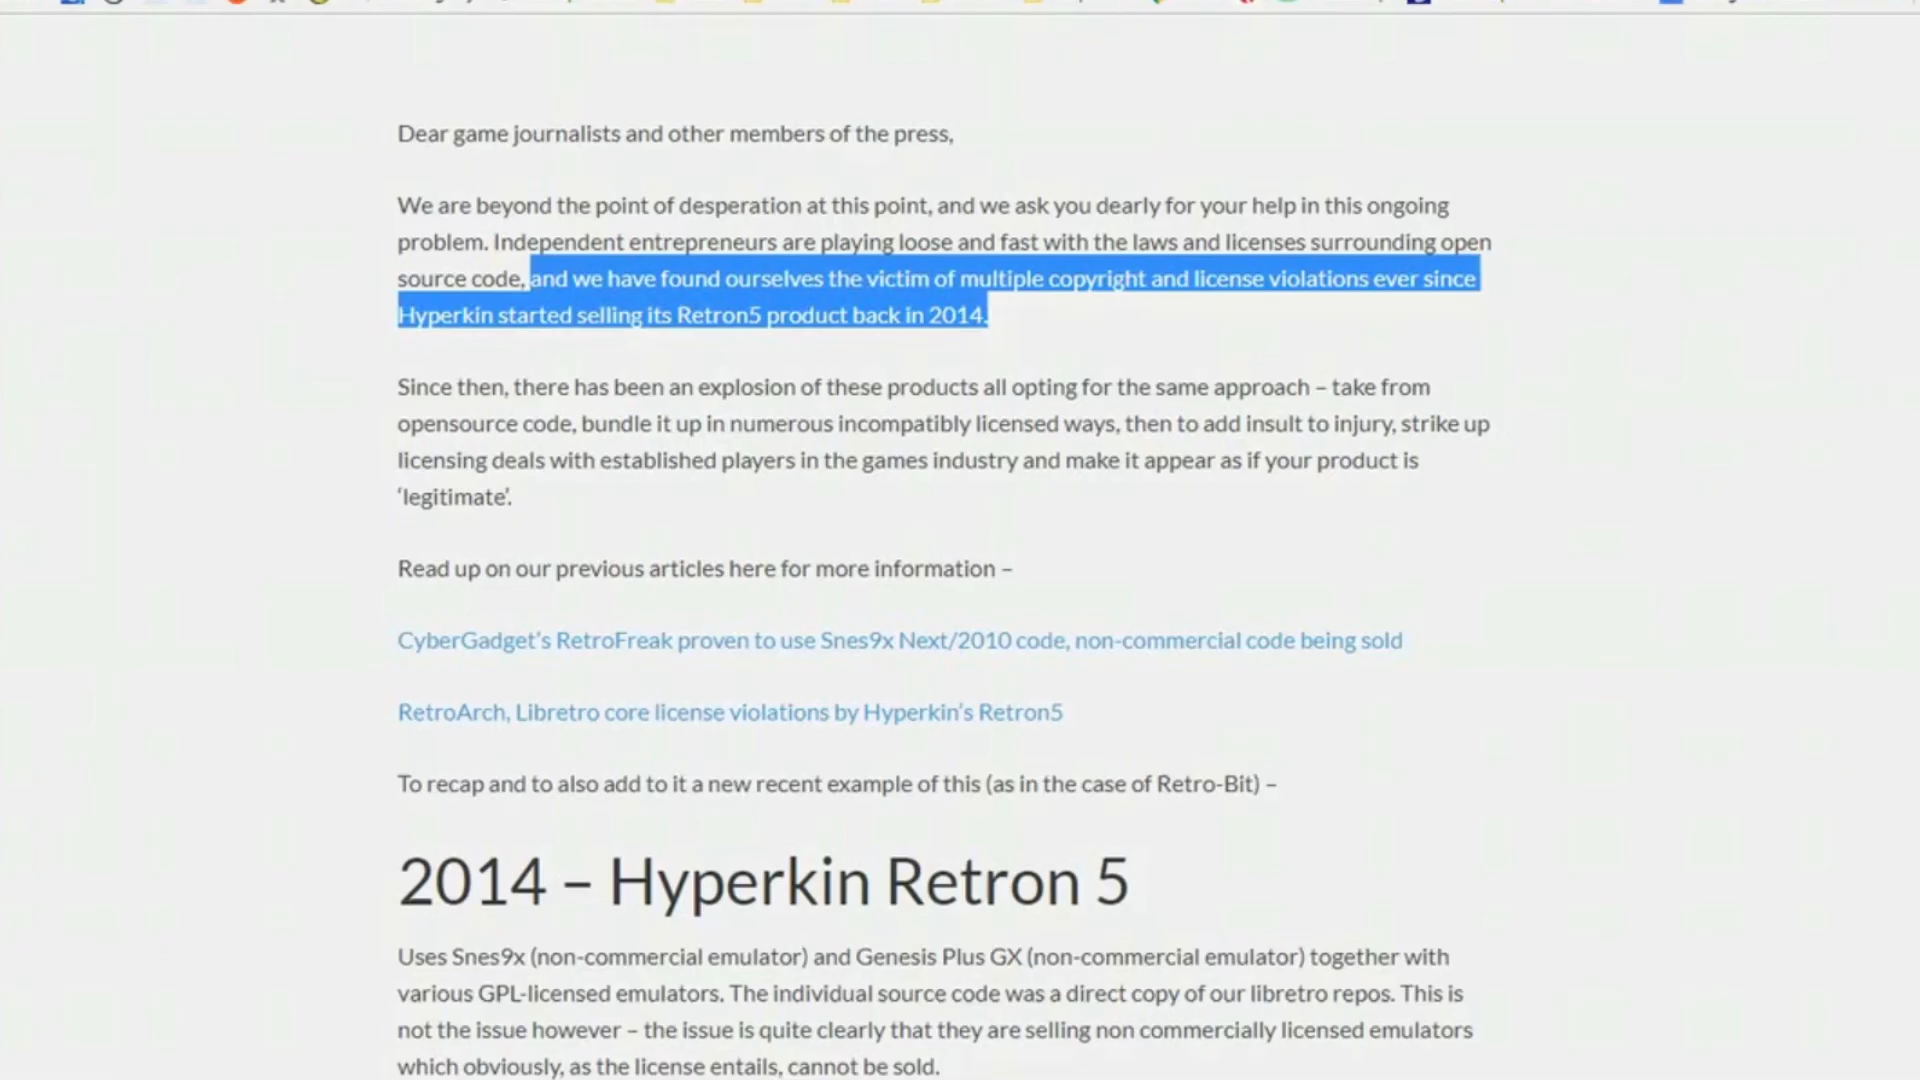 Dear game journalists and other members of the press,
We are beyond the point of desperation at this point, and we ask you dearly for your help in this ongoing
problem. Independent entrepreneurs are playing loose and fast with the laws and licenses surrounding open
source code, and we have found ourselves the victim of multiple copyright and license violations ever since
Hyperkin started selling its Retron5 product back in 2014.
Since then, there has been an explosion of these products all opting for the same approach – take from
opensource code, bundle it up in numerous incompatibly licensed ways, then to add insult to injury, strike up
licensing deals with established players in the games industry and make it appear as if your product is
‘legitimate’.
Read up on our previous articles here for more information –
CyberGadget’s RetroFreak proven to use Snes9x Next/2010 code, non-commercial code being sold
RetroArch, Libretro core license violations by Hyperkin’s Retron5
To recap and to also add to it a new recent example of this (as in the case of Retro-Bit) –
2014 – Hyperkin Retron 5
Uses Snes9x (non-commercial emulator) and Genesis Plus GX (non-commercial emulator) together with
various GPL-licensed emulators. The individual source code was a direct copy of our libretro repos. This is
not the issue however – the issue is quite clearly that they are selling non commercially licensed emulators
which obviously, as the license entails, cannot be sold.